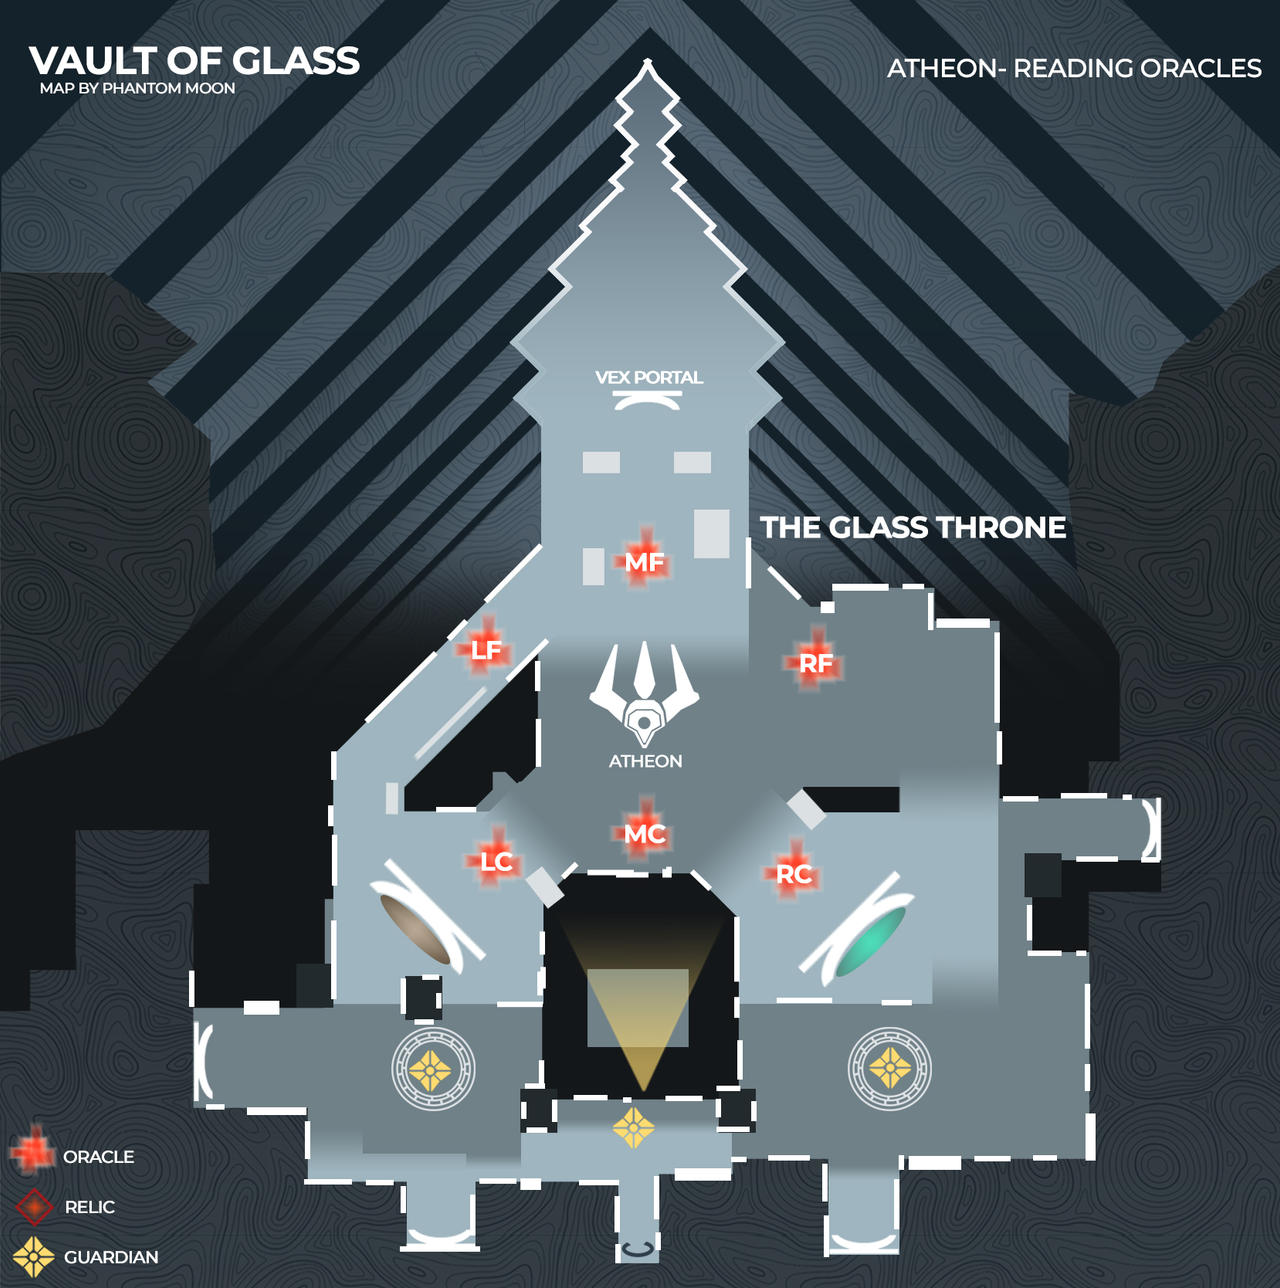 VAULT OF GLASS
MAP BY PHANTOM MOON
ATHEON- READING ORACLES
VEX PORTAL
THE GLASS THRONE
MF
LF
RF
ATHEON
MC
LC
RC
ORACLE
RELIC
GUARDIAN